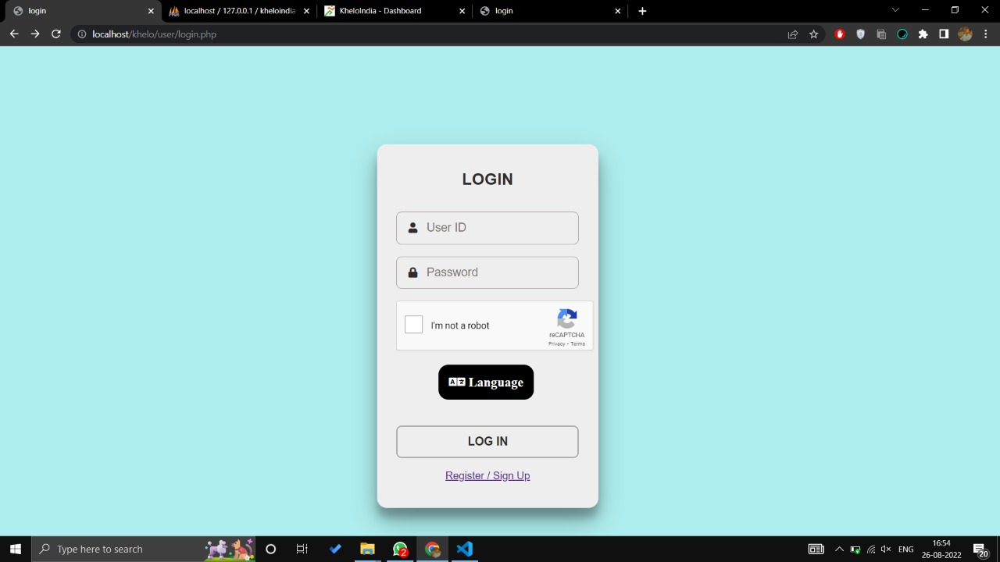 login
localhost / 127.0.0.1 / kheloindia
KheloIndia - Dashboard
login
localhost/khelo/user/login.php
LOGIN
User ID
Password
I'm not a robot
reCAPTCHA
Privacy - Terms
Language
LOG IN
Register / Sign Up
Type here to search
2
ENG
16:54
26-08-2022
20